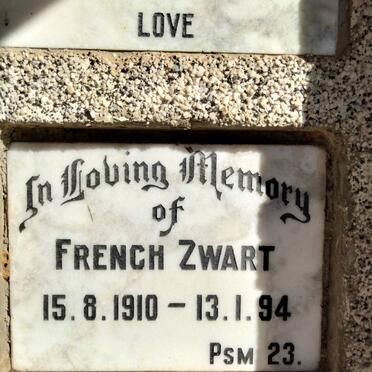 LOVE
In Loving Memory
of
FRENCH ZWART
15.8.1910 - 13.1.94
PSM 23.